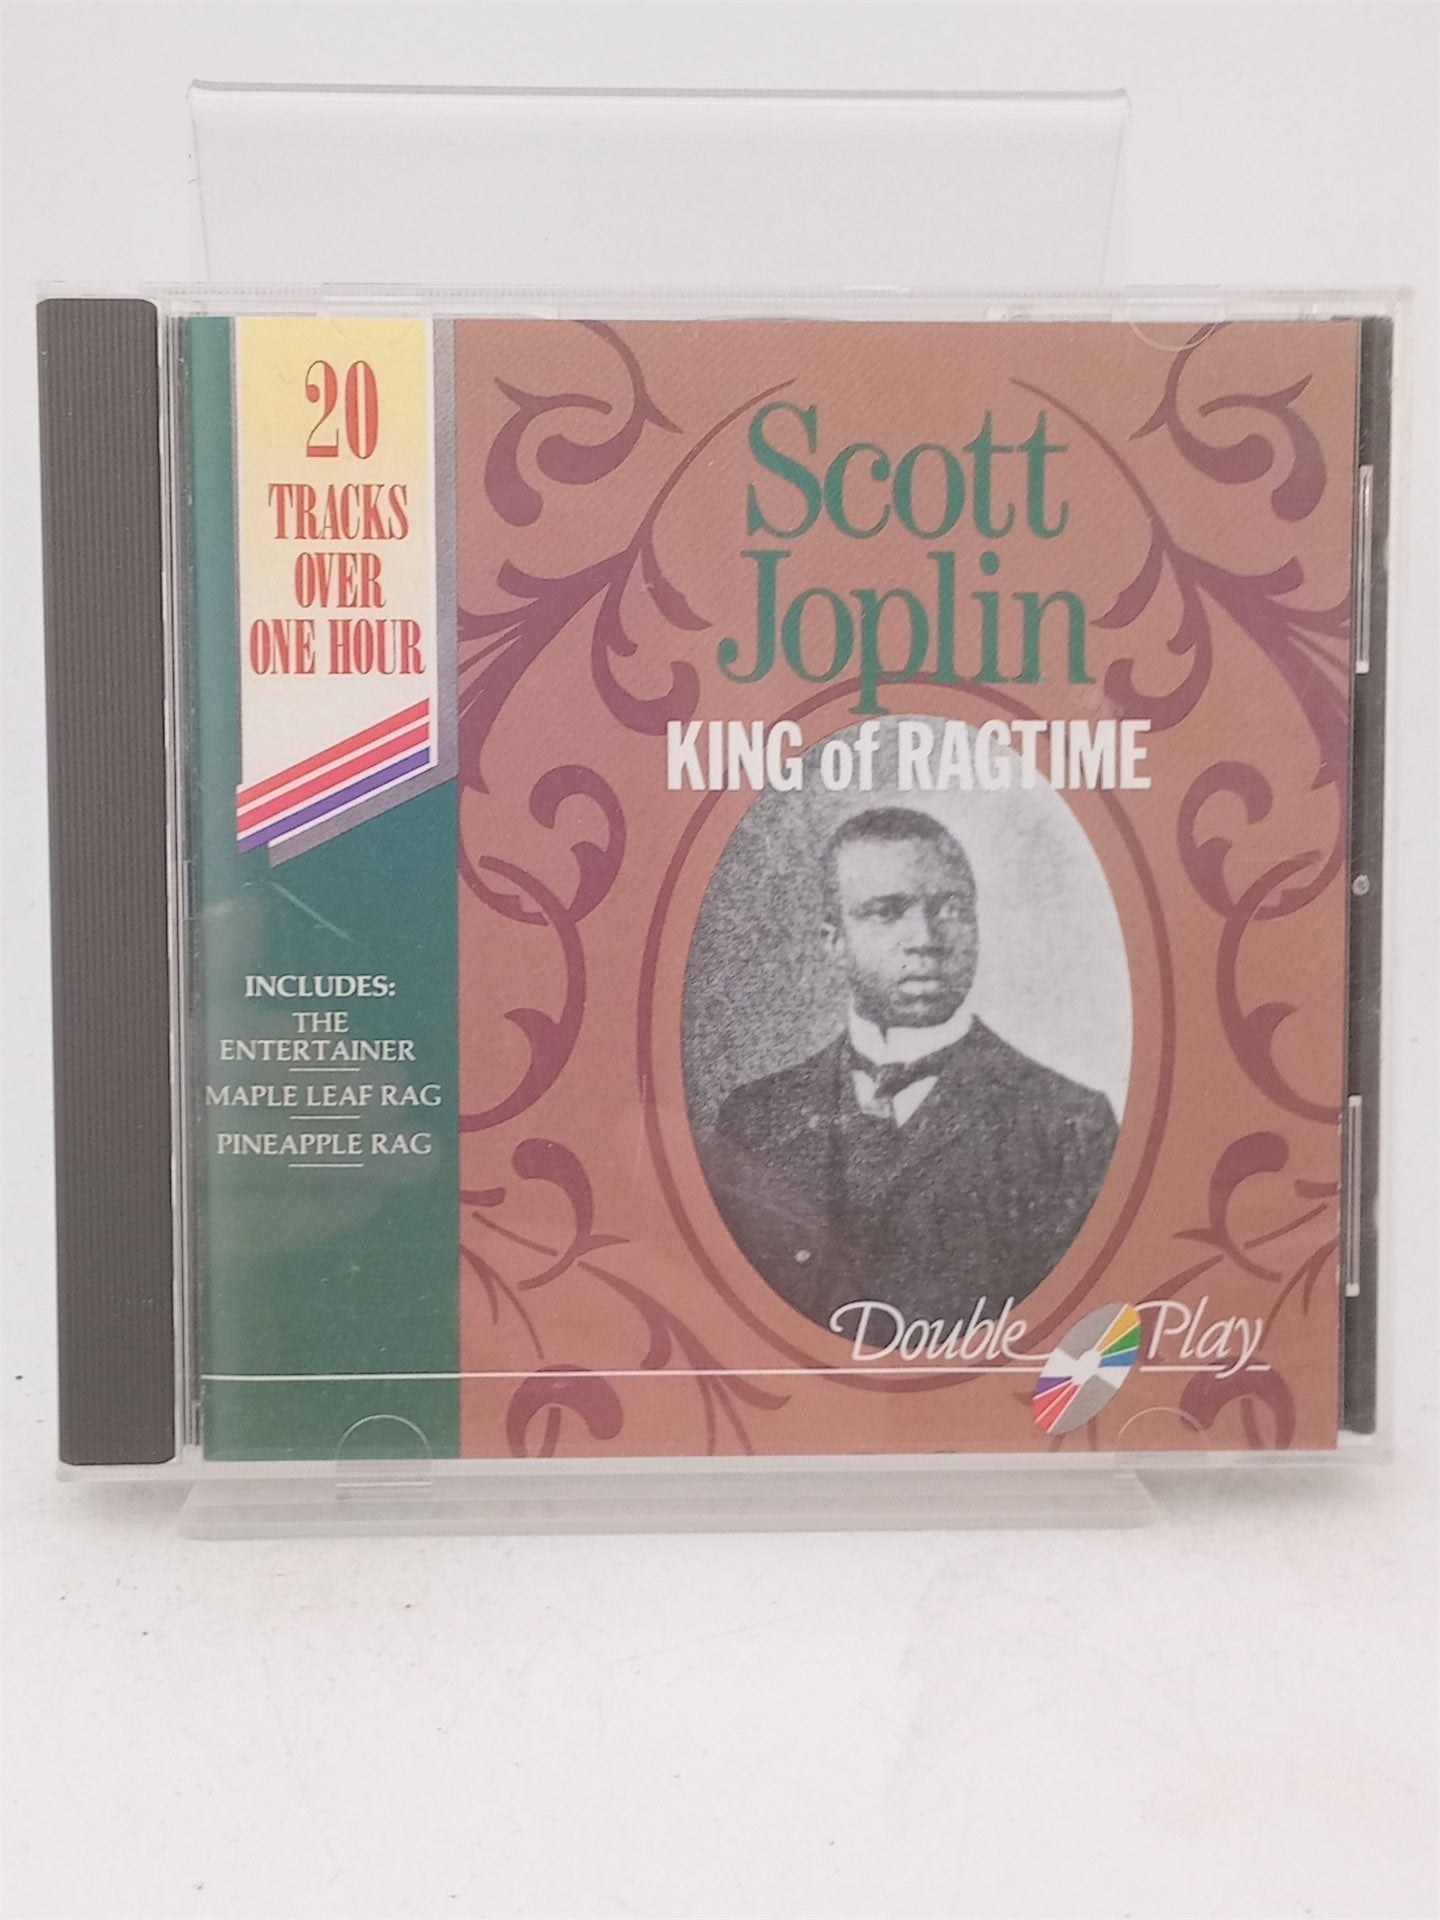 20
TRACKS
OVER
ONE HOUR
Scott
Joplin
KING of RAGTIME
INCLUDES:
THE
ENTERTAINER
MAPLE LEAF RAG
PINEAPPLE RAG
Double Play